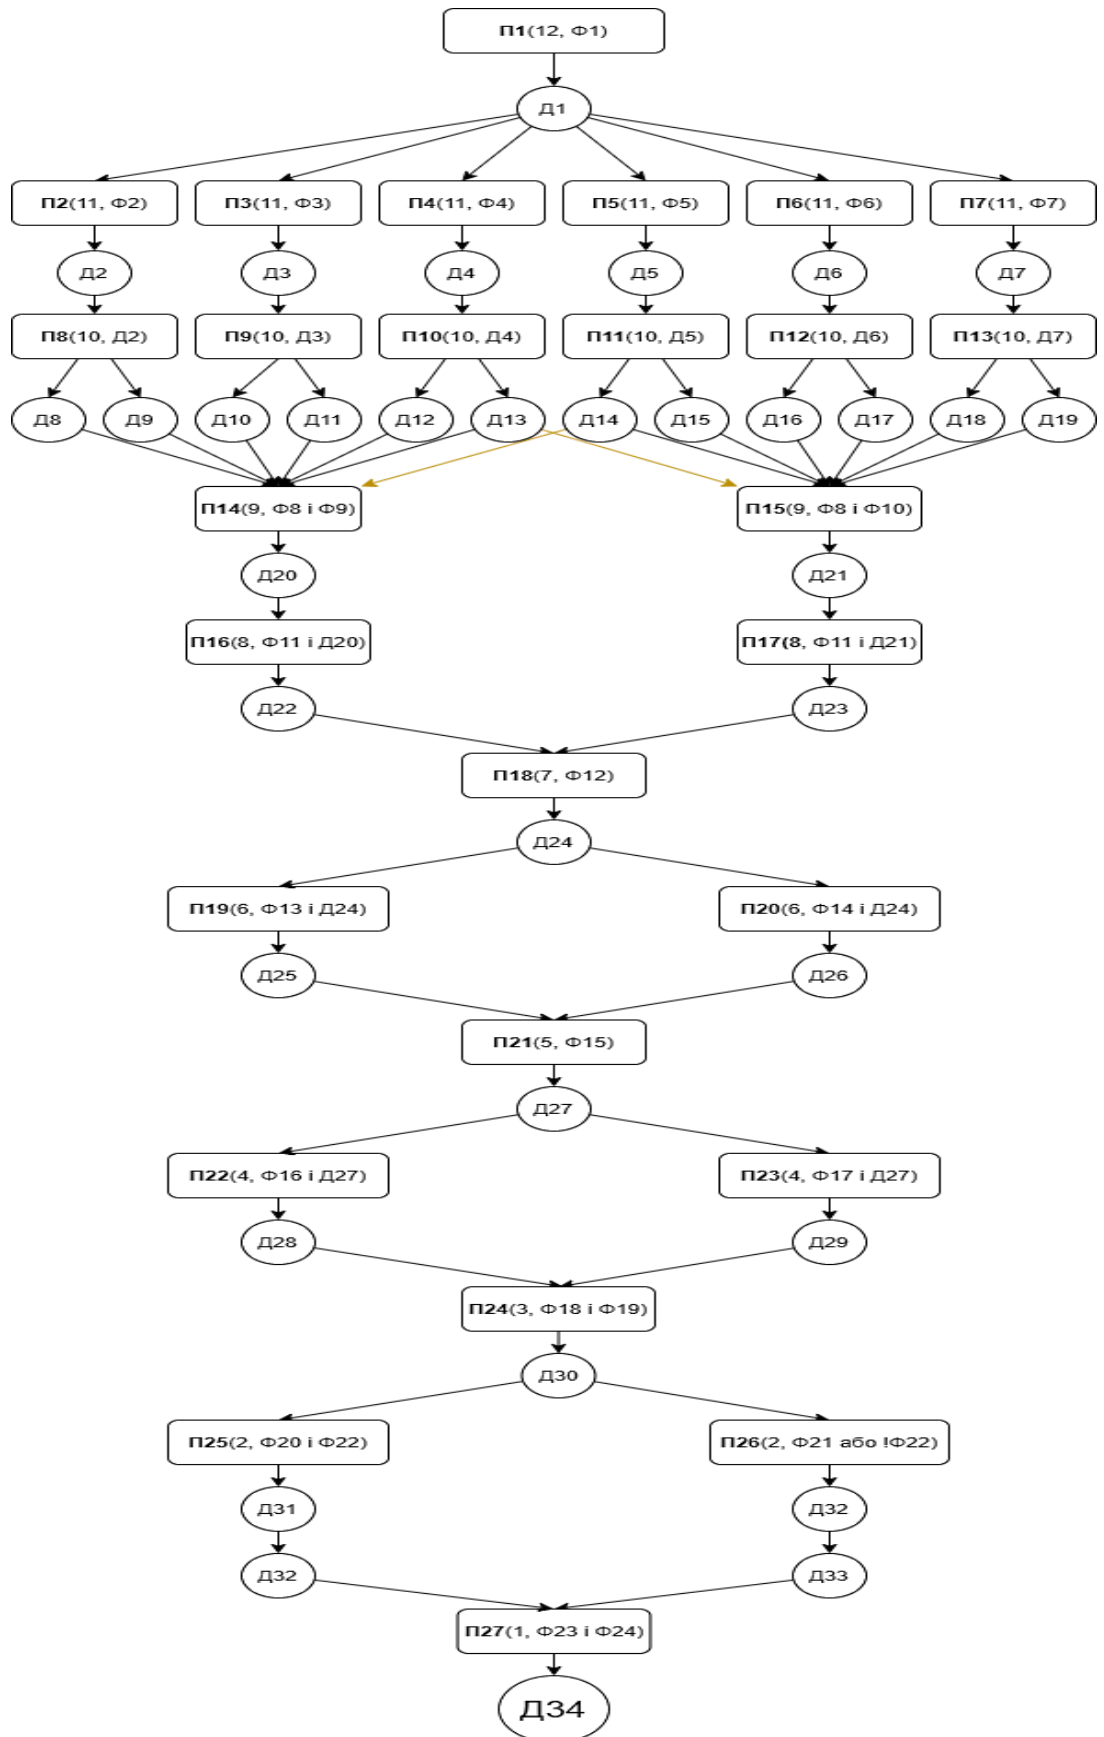 П1(12, Ф1)
Д1
П2(11, Ф2)
П3(11, Ф3)
П4(11, Ф4)
П5(11, Ф5)
П6(11, Ф6)
П7(11, Ф7)
Д2
Д3
Д4
Д5
Д6
Д7
П8(10, Д2)
П9(10, Д3)
П10(10, Д4)
П11(10, Д5)
П12(10, Д6)
П13(10, Д7)
Д8
Д9
Д10
Д11
Д12
Д13
Д14
Д15
Д16
Д17
Д18
Д19
П14(9, Ф8 і Ф9)
П15(9, Ф8 і Ф10)
Д20
Д21
П16(8, Ф11 і Д20)
П17(8, Ф11 і Д21)
Д22
Д23
П18(7, Ф12)
Д24
П19(6, Ф13 і Д24)
П20(6, Ф14 і Д24)
Д25
Д26
П21(5, Ф15)
Д27
П22(4, Ф16 і Д27)
П23(4, Ф17 і Д27)
Д28
Д29
П24(3, Ф18 і Ф19)
Д30
П25(2, Ф20 і Ф22)
П26(2, Ф21 або !Ф22)
Д31
Д32
Д32
Д33
П27(1, Ф23 і Ф24)
Д34